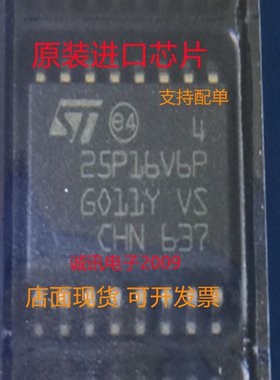 原装进口芯片
支持配单
ST e4 4
25P16V6P
G011Y VS
CHN 637
诚讯电子2009
店面现货 可开发票